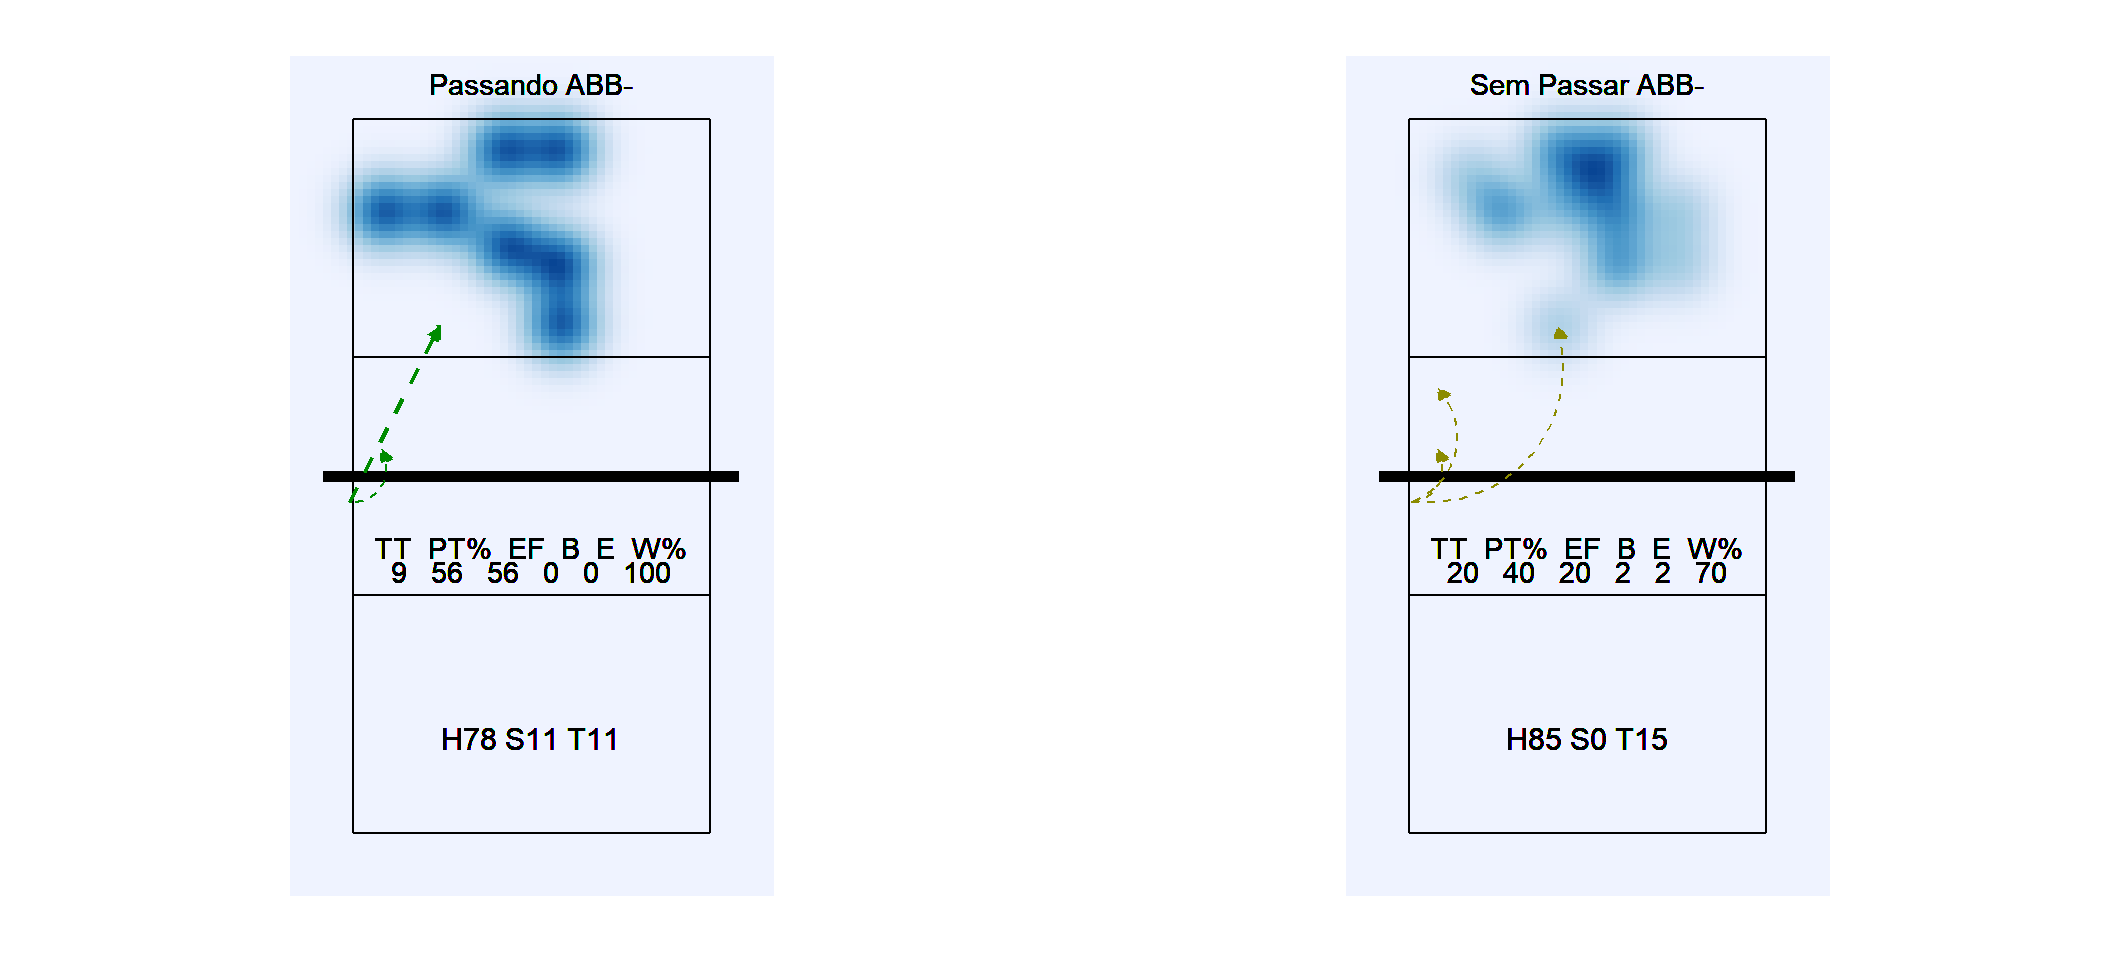 Passando ABB-
TT PT% EF B E W%
9 56 56 0 0 100
H78 S11 T11
Sem Passar ABB-
TT PT% EF B E W%
20 40 20 2 2 70
H85 S0 T15